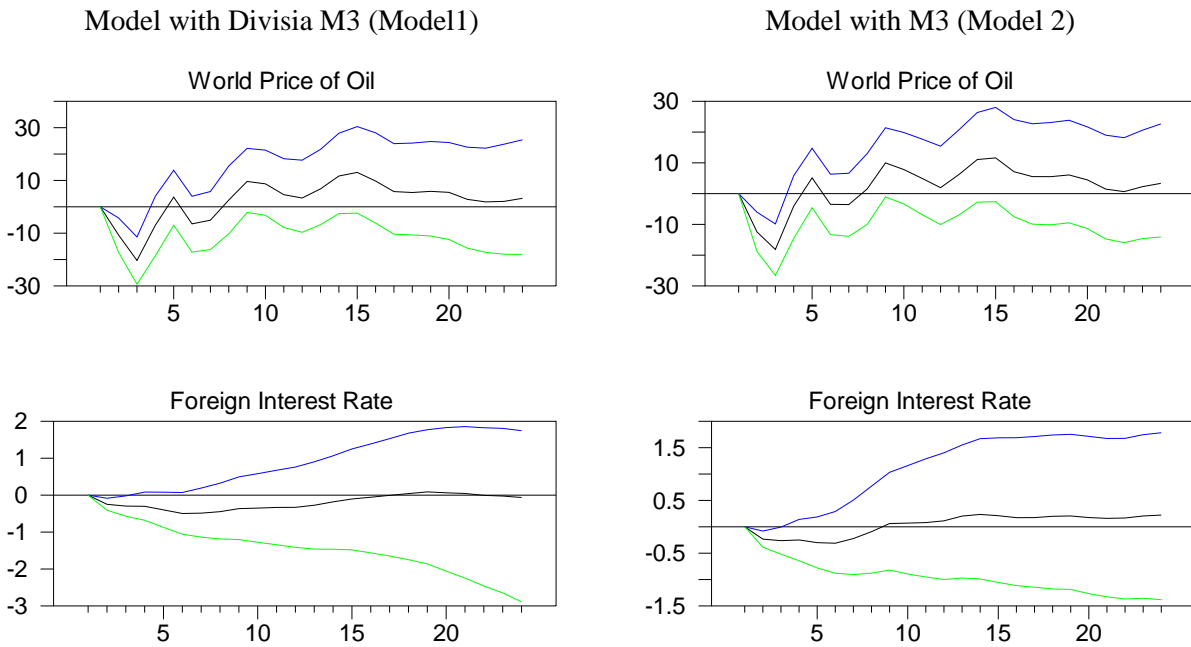 Model with Divisia M3 (Model1)
Model with M3 (Model 2)
World Price of Oil
30
10
-10
-30
5 10 15 20
World Price of Oil
30
10
-10
-30
5 10 15 20
Foreign Interest Rate
2
1
0
-1
-2
-3
5 10 15 20
Foreign Interest Rate
1.5
0.5
-0.5
-1.5
5 10 15 20